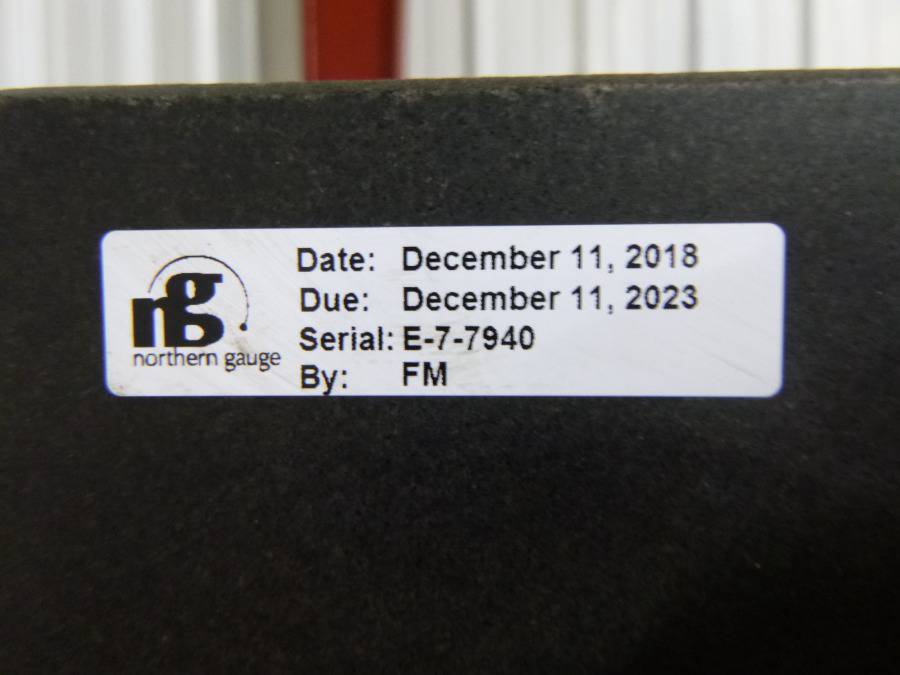 ng
northern gauge
Date: December 11, 2018
Due: December 11, 2023
Serial: E-7-7940
By: FM